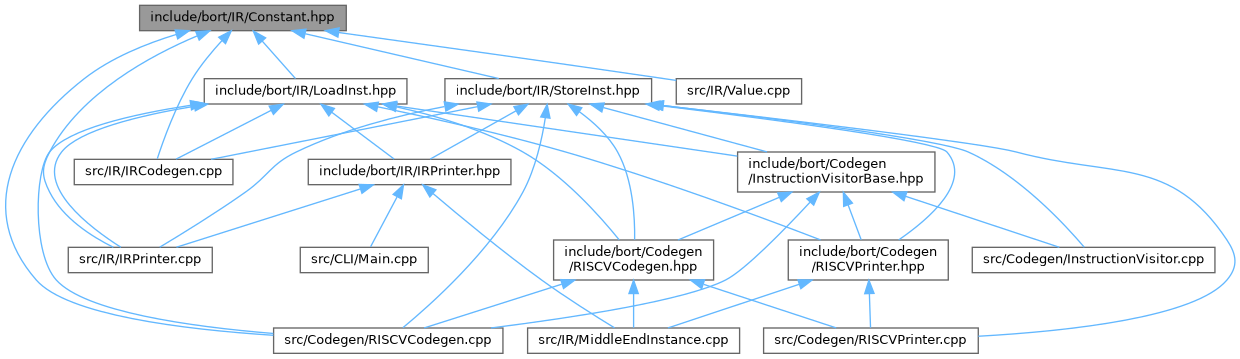 include/bort/IR/Constant.hpp
include/bort/IR/LoadInst.hpp
include/bort/IR/StoreInst.hpp
src/IR/Value.cpp
src/IR/IRCodegen.cpp
include/bort/IR/IRPrinter.hpp
include/bort/Codegen
/InstructionVisitorBase.hpp
src/IR/IRPrinter.cpp
src/CLI/Main.cpp
include/bort/Codegen
/RISCVCodegen.hpp
include/bort/Codegen
/RISCVPrinter.hpp
src/Codegen/InstructionVisitor.cpp
src/Codegen/RISCVCodegen.cpp
src/IR/MiddleEndInstance.cpp
src/Codegen/RISCVPrinter.cpp